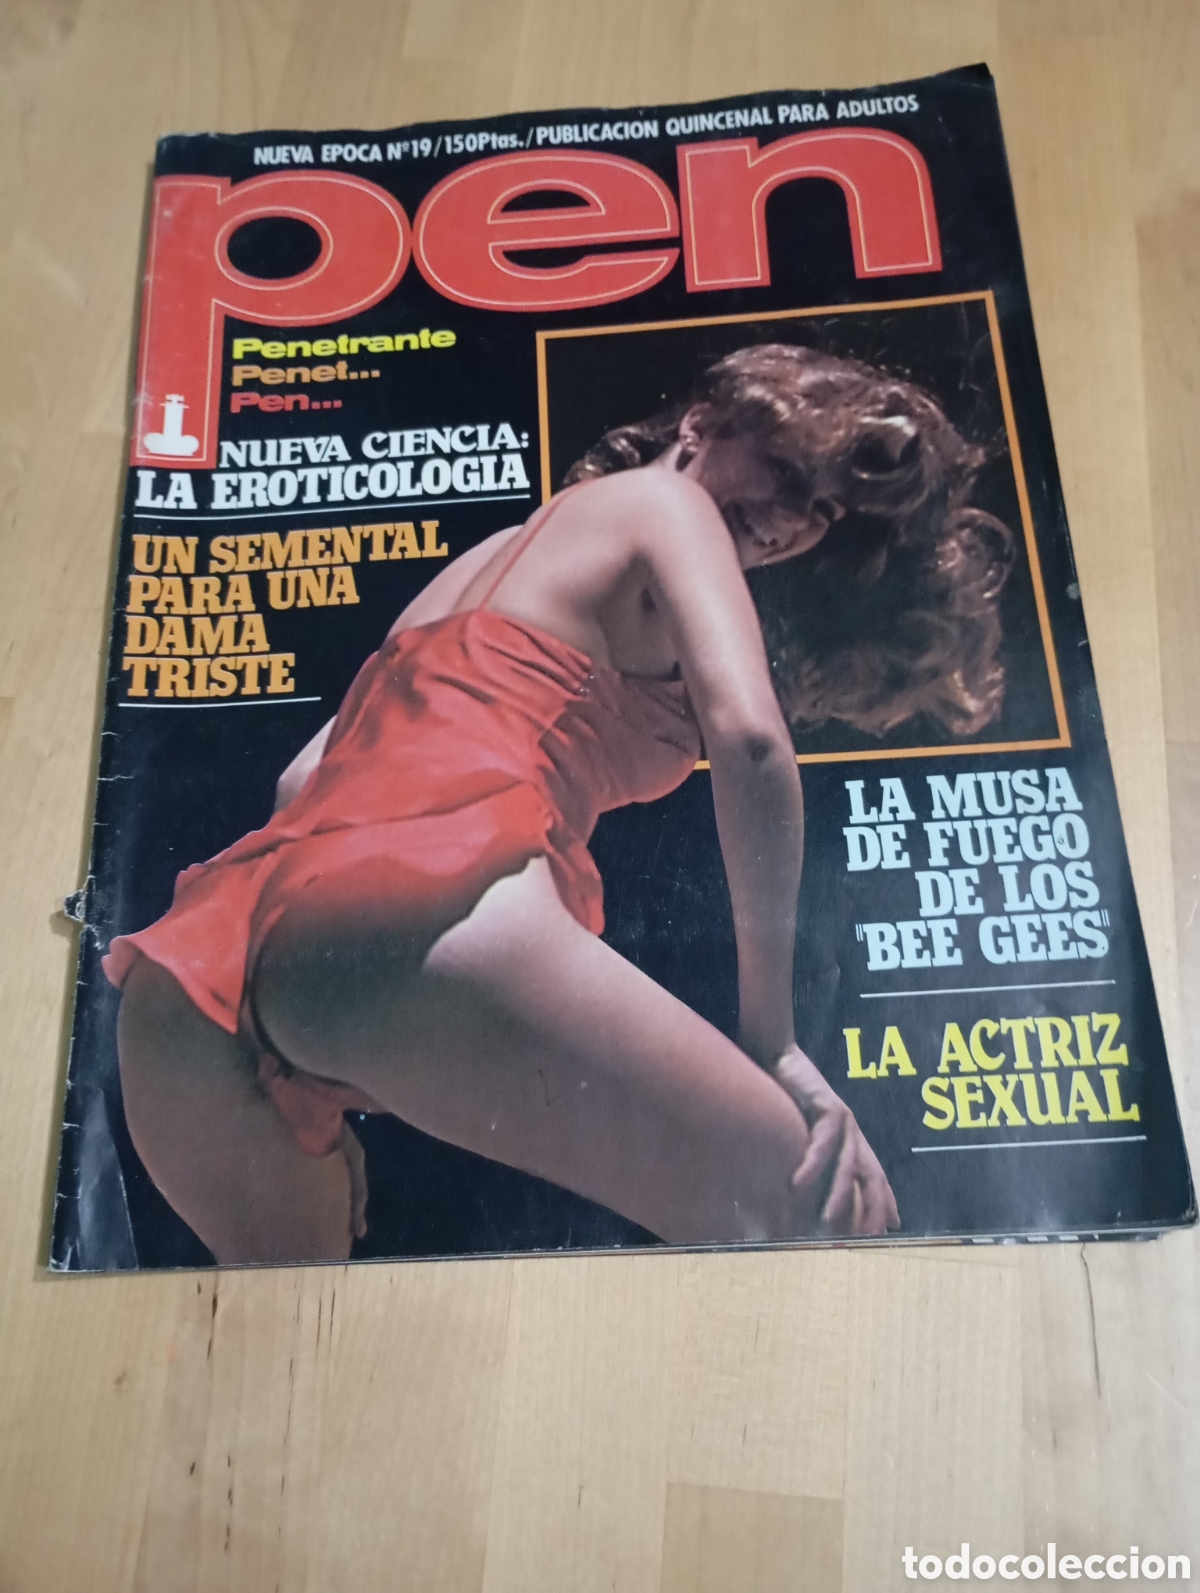 NUEVA EPOCA Nº19/150Ptas./PUBLICACION QUINCENAL PARA ADULTOS
pen
Penetrante
Penet...
Pen...
NUEVA CIENCIA:
LA EROTICOLOGIA
UN SEMENTAL
PARA UNA
DAMA
TRISTE
LA MUSA
DE FUEGO
DE LOS
"BEE GEES"
LA ACTRIZ
SEXUAL
todocoleccion